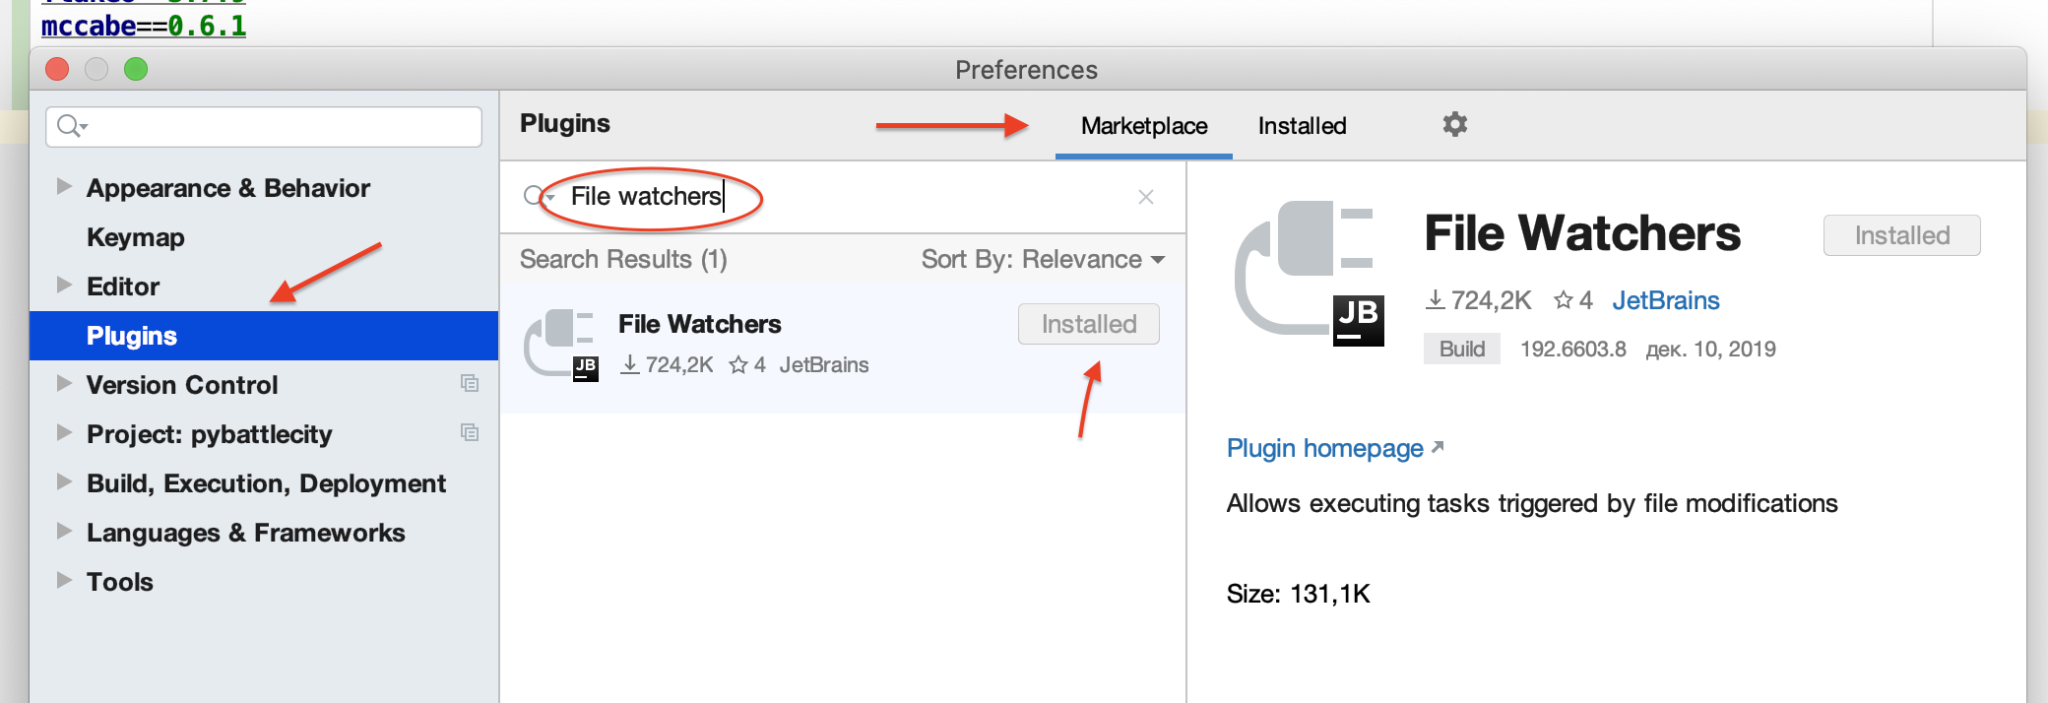 mccabe==0.6.1
Preferences
Plugins
Marketplace
Installed
Appearance & Behavior
Keymap
Editor
Plugins
Version Control
Project: pybattlecity
Build, Execution, Deployment
Languages & Frameworks
Tools
File watchers
Search Results (1)
Sort By: Relevance
File Watchers
Installed
724,2K
4
JetBrains
JB
File Watchers
Installed
724,2K
4
JetBrains
JB
Build
192.6603.8
дек. 10, 2019
Plugin homepage
Allows executing tasks triggered by file modifications
Size: 131,1K